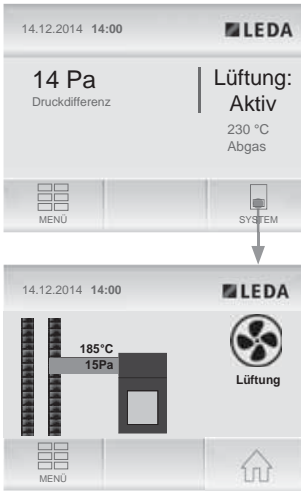 14.12.2014 14:00
LEDA
14 Pa
Druckdifferenz
Lüftung:
Aktiv
230 °C
Abgas
MENÜ
SYSTEM
14.12.2014 14:00
LEDA
185°C
15Pa
Lüftung
MENÜ